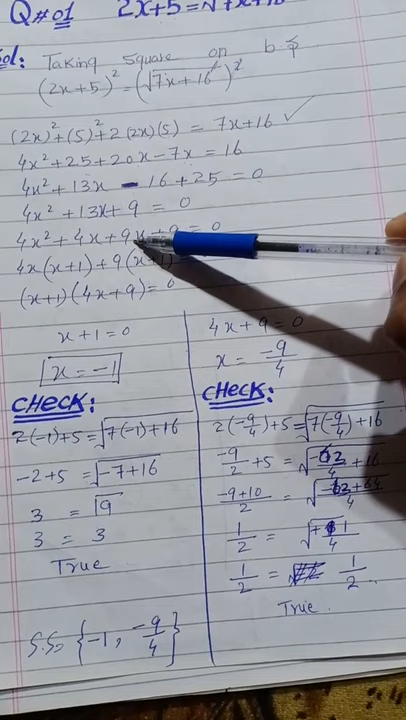 Q#01 2x+5=√7x+16
Sol: Taking square on b
(2x+5)² = (√7x+16)²
(2x)²+(5)²+2(2x)(5) = 7x+16 ✓
4x²+25+20x-7x = 16
4x²+13x - 16+25 = 0
4x²+13x+9 = 0
4x²+4x+9x+9 = 0
4x(x+1)+9(x+1)
(x+1)(4x+9)=0
x+1=0
x=-1
CHECK:
2(-1)+5=√7(-1)+16
-2+5 = √-7+16
3 = √9
3 = 3
True
4x+9=0
x = -9/4
CHECK:
2(-9/4)+5=√7(-9/4)+16
-9/2 +5 = √-62/4 +16
-9+10/2 = √-63+64/4
1/2 = √+1/4
1/2 = 1/2
True.
S.S= {-1, -9/4}